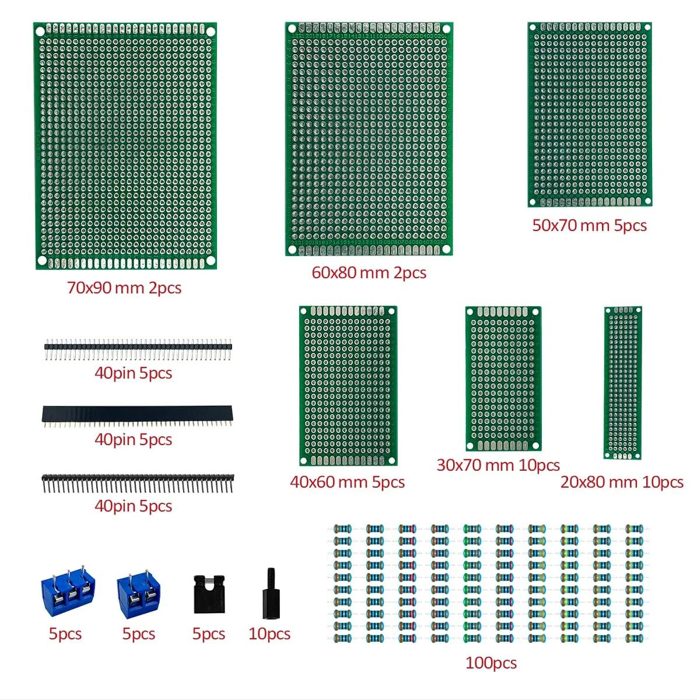 50x70 mm 5pcs
70x90 mm 2pcs
60x80 mm 2pcs
40pin 5pcs
40pin 5pcs
40pin 5pcs
40x60 mm 5pcs
30x70 mm 10pcs
20x80 mm 10pcs
5pcs
5pcs
5pcs
10pcs
100pcs